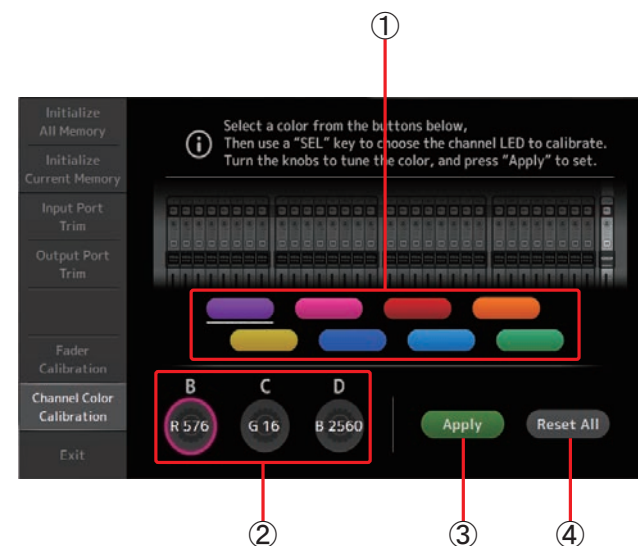 ①
Initialize
All Memory
Initialize
Current Memory
Input Port
Trim
Output Port
Trim
Fader
Calibration
Channel Color
Calibration
Exit
Select a color from the buttons below,
Then use a "SEL" key to choose the channel LED to calibrate.
Turn the knobs to tune the color, and press "Apply" to set.
B C D
R 576 G 16 B 2560
Apply Reset All
② ③ ④